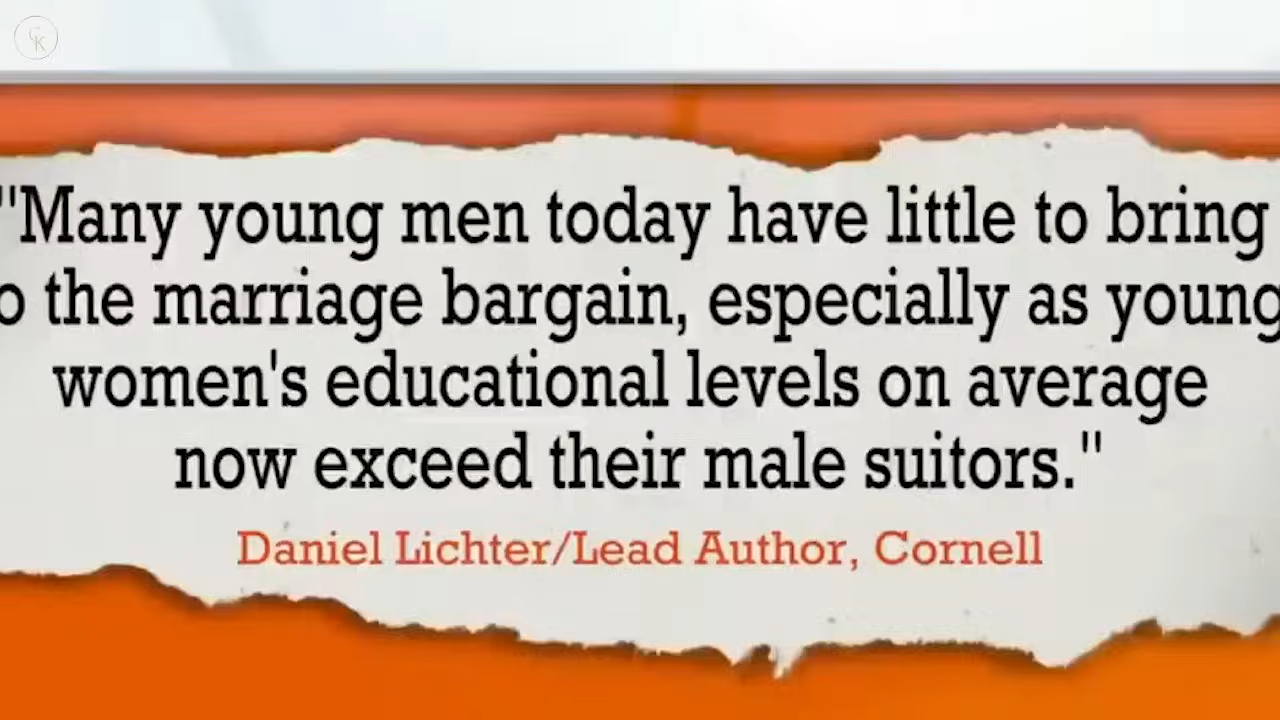 CK
"Many young men today have little to bring
o the marriage bargain, especially as young
women's educational levels on average
now exceed their male suitors."
Daniel Lichter/Lead Author, Cornell